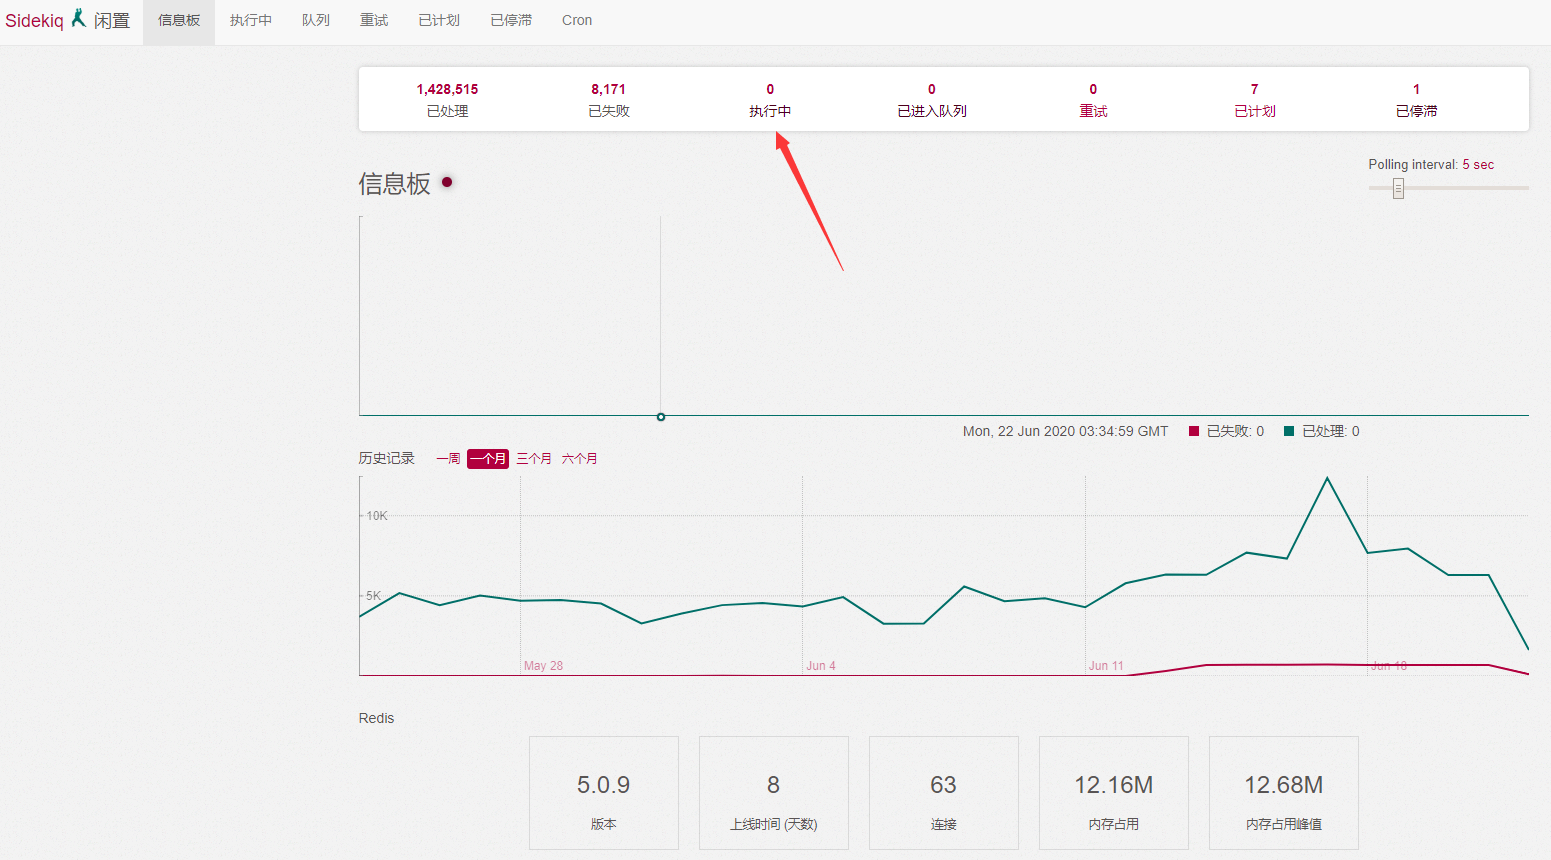 Sidekiq 闲置 信息板 执行中 队列 重试 已计划 已停滞 Cron
1,428,515 8,171 0 0 0 7 1
已处理 已失败 执行中 已进入队列 重试 已计划 已停滞
Polling interval: 5 sec
信息板
Mon, 22 Jun 2020 03:34:59 GMT 已失败: 0 已处理: 0
历史记录 一周 一个月 三个月 六个月
10K
5K
May 28 Jun 4 Jun 11 Jun 18
Redis
5.0.9 8 63 12.16M 12.68M
版本 上线时间 (天数) 连接 内存占用 内存占用峰值